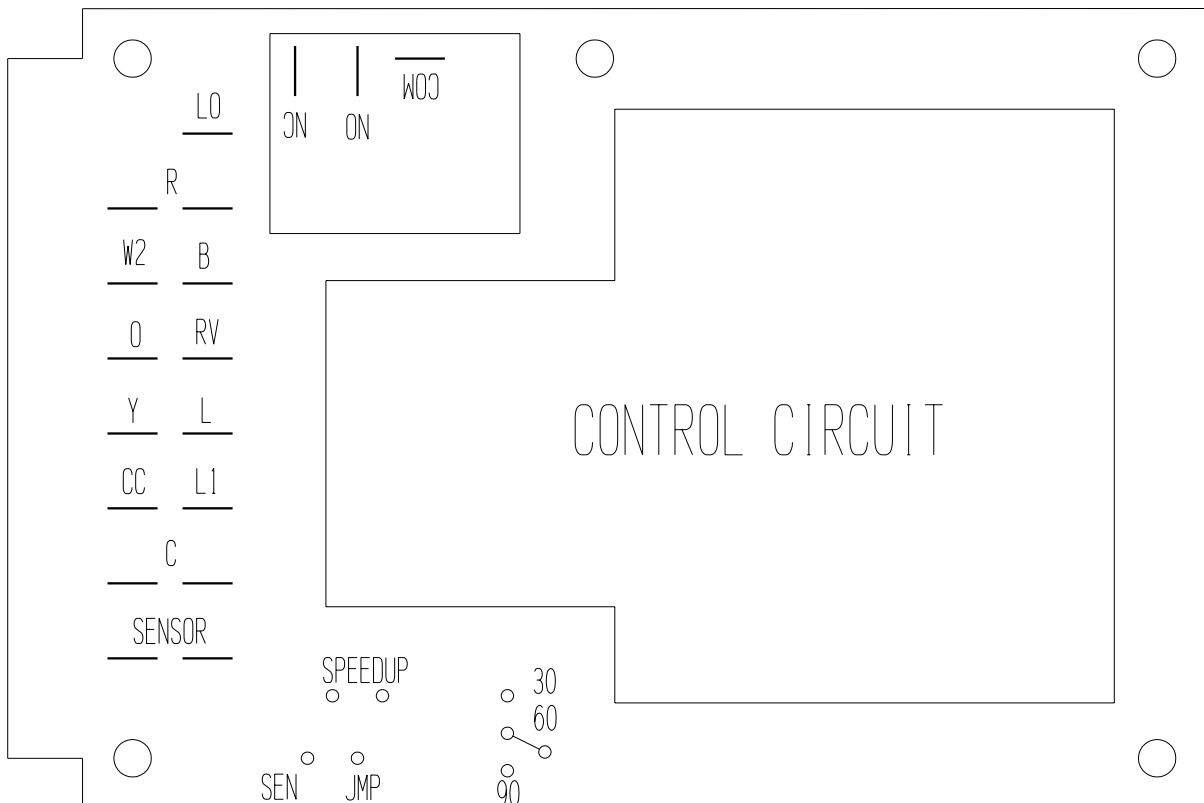 LO
NC NO COM
R
W2 B
O RV
Y L
CC L1
C
SENSOR
CONTROL CIRCUIT
SPEEDUP
30
60
90
SEN JMP